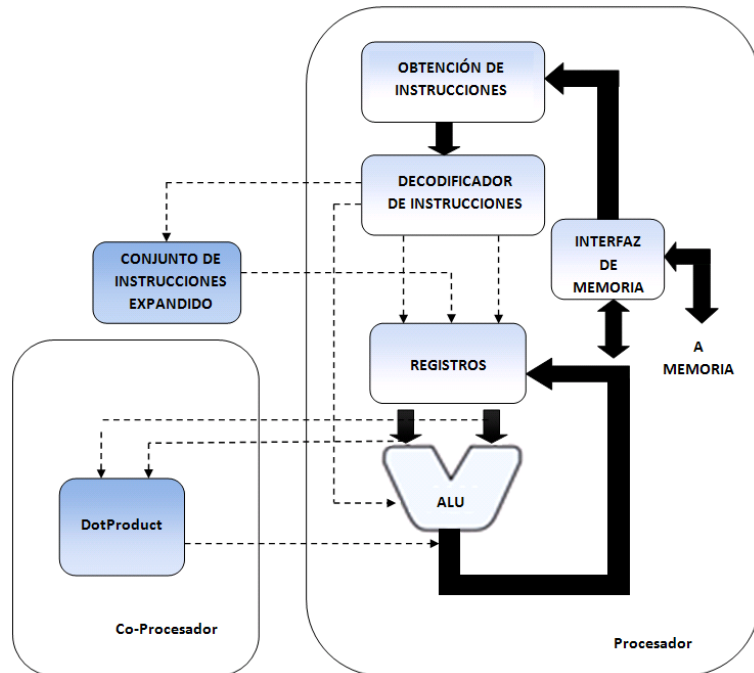 OBTENCIÓN DE
INSTRUCCIONES
DECODIFICADOR
DE INSTRUCCIONES
CONJUNTO DE
INSTRUCCIONES
EXPANDIDO
INTERFAZ
DE
MEMORIA
A
MEMORIA
REGISTROS
ALU
DotProduct
Co-Procesador
Procesador